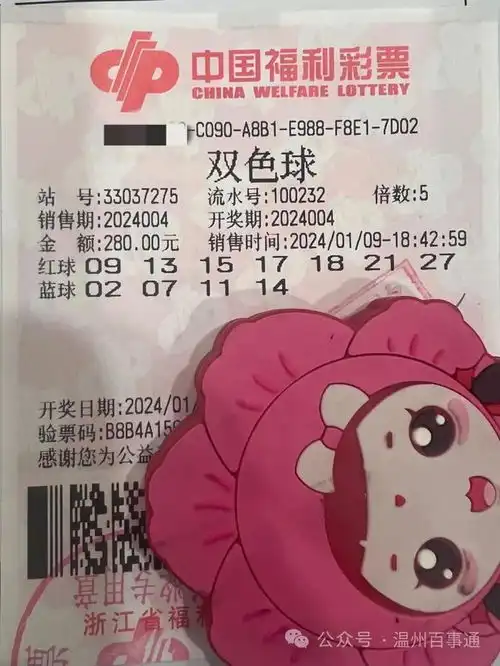 中国福利彩票
CHINA WELFARE LOTTERY
-C090-A8B1-E988-F8E1-7D02
双色球
站 号:33037275 流水号:100232 倍数:5
销售期:2024004 开奖期:2024004
金 额:280.00元 销售时间:2024/01/09-18:42:59
红球 09 13 15 17 18 21 27
蓝球 02 07 11 14
开奖日期:2024/01/
验票码:B8B4A15
感谢您为公益
专用章
浙江省福利
公众号·温州百事通